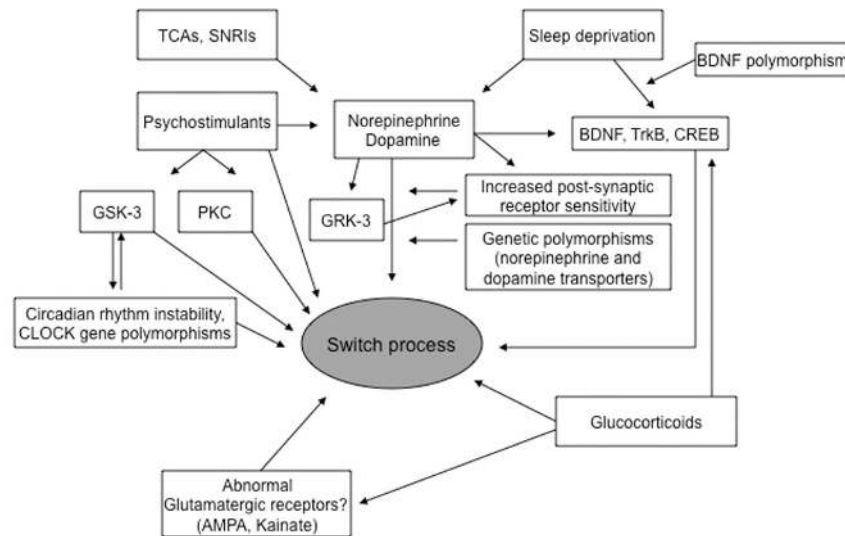 TCAs, SNRIs
Sleep deprivation
BDNF polymorphism
Psychostimulants
Norepinephrine
Dopamine
BDNF, TrkB, CREB
GSK-3
PKC
GRK-3
Increased post-synaptic
receptor sensitivity
Genetic polymorphisms
(norepinephrine and
dopamine transporters)
Circadian rhythm instability,
CLOCK gene polymorphisms
Switch process
Glucocorticoids
Abnormal
Glutamatergic receptors?
(AMPA, Kainate)